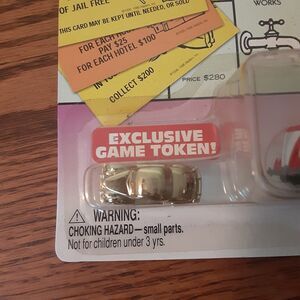 OF JAIL FREE
THIS CARD MAY BE KEPT UNTIL NEEDED, OR SOLD
FOR EACH
PAY $25
FOR EACH HOTEL $100
IN YO
COLLECT $200
WORKS
PRICE $280
EXCLUSIVE
GAME TOKEN!
WARNING:
CHOKING HAZARD—small parts.
Not for children under 3 yrs.